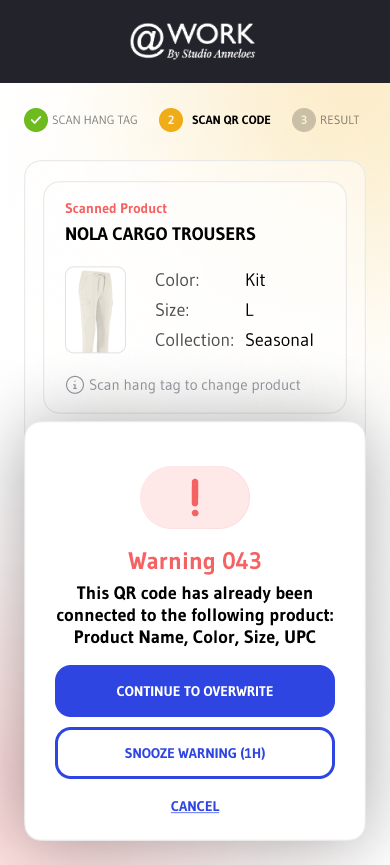 @WORK
By Studio Anneloes
SCAN HANG TAG
2 SCAN QR CODE
3 RESULT
Scanned Product
NOLA CARGO TROUSERS
Color: Kit
Size: L
Collection: Seasonal
Scan hang tag to change product
Warning 043
This QR code has already been
connected to the following product:
Product Name, Color, Size, UPC
CONTINUE TO OVERWRITE
SNOOZE WARNING (1H)
CANCEL